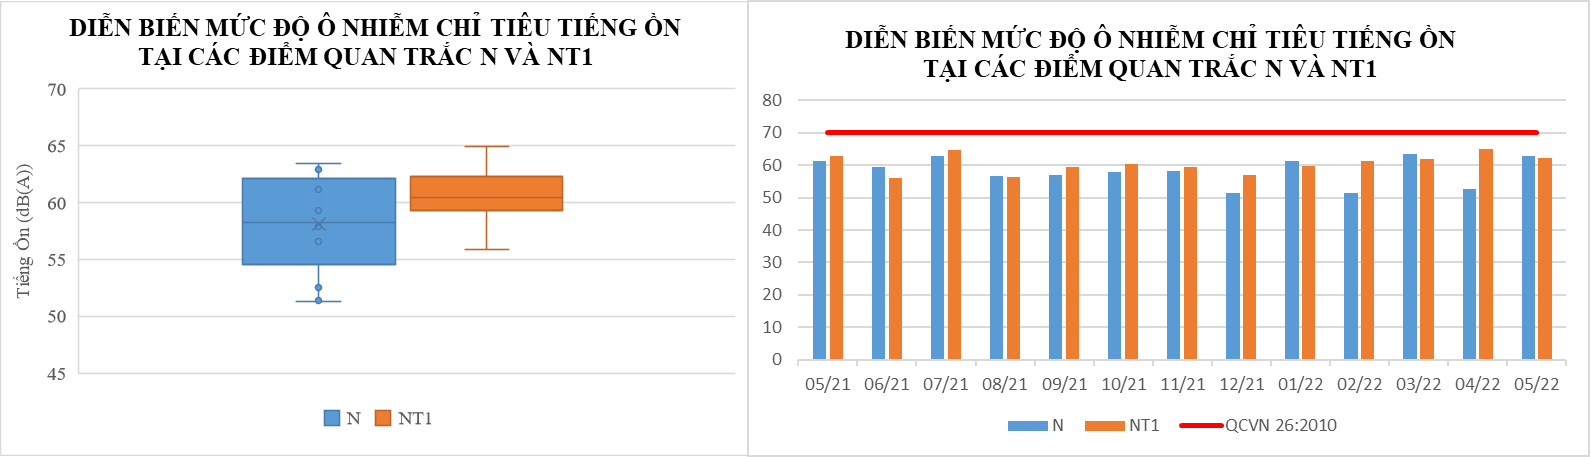 DIỄN BIẾN MỨC ĐỘ Ô NHIỄM CHỈ TIÊU TIẾNG ỒN
TẠI CÁC ĐIỂM QUAN TRẮC N VÀ NT1
70
65
60
55
50
45
Tiếng Ồn (dB(A))
N NT1
DIỄN BIẾN MỨC ĐỘ Ô NHIỄM CHỈ TIÊU TIẾNG ỒN
TẠI CÁC ĐIỂM QUAN TRẮC N VÀ NT1
80
70
60
50
40
30
20
10
0
05/21 06/21 07/21 08/21 09/21 10/21 11/21 12/21 01/22 02/22 03/22 04/22 05/22
N NT1 QCVN 26:2010